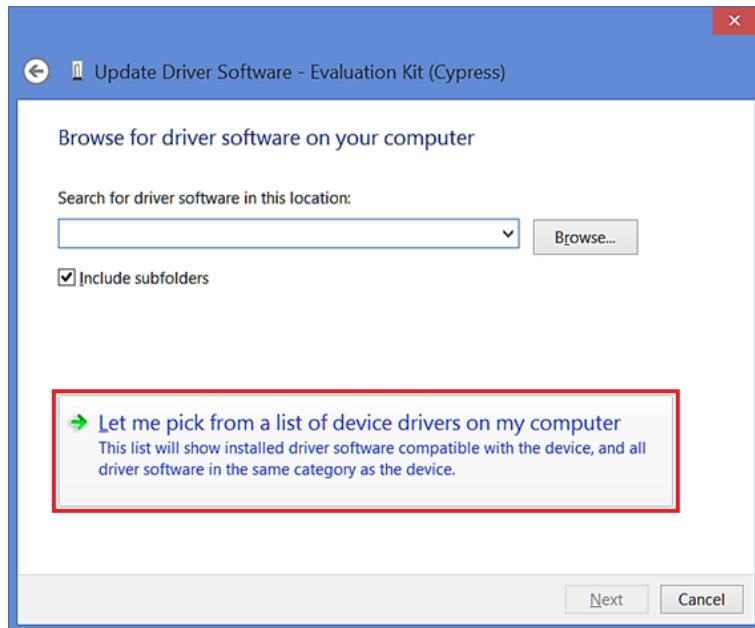 Update Driver Software - Evaluation Kit (Cypress)
Browse for driver software on your computer
Search for driver software in this location:
Browse...
Include subfolders
Let me pick from a list of device drivers on my computer
This list will show installed driver software compatible with the device, and all
driver software in the same category as the device.
Next Cancel